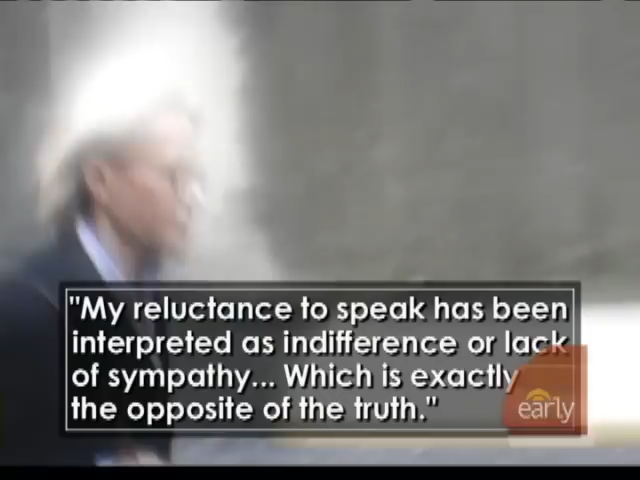 "My reluctance to speak has been
interpreted as indifference or lack
of sympathy... Which is exactly
the opposite of the truth."
early